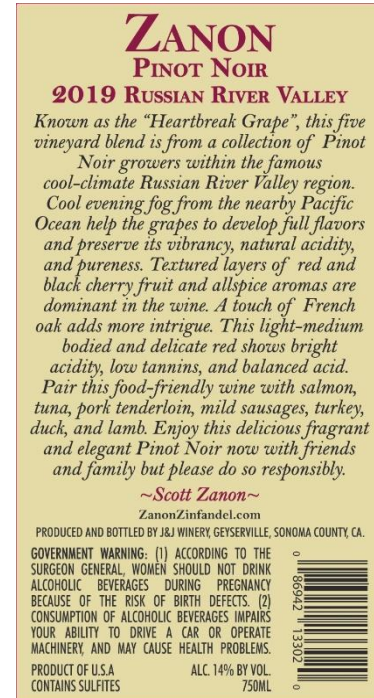 ZANON
PINOT NOIR
2019 RUSSIAN RIVER VALLEY
Known as the “Heartbreak Grape”, this five
vineyard blend is from a collection of Pinot
Noir growers within the famous
cool-climate Russian River Valley region.
Cool evening fog from the nearby Pacific
Ocean help the grapes to develop full flavors
and preserve its vibrancy, natural acidity,
and pureness. Textured layers of red and
black cherry fruit and allspice aromas are
dominant in the wine. A touch of French
oak adds more intrigue. This light-medium
bodied and delicate red shows bright
acidity, low tannins, and balanced acid.
Pair this food-friendly wine with salmon,
tuna, pork tenderloin, mild sausages, turkey,
duck, and lamb. Enjoy this delicious fragrant
and elegant Pinot Noir now with friends
and family but please do so responsibly.
~Scott Zanon~
ZanonZinfandel.com
PRODUCED AND BOTTLED BY J&J WINERY, GEYSERVILLE, SONOMA COUNTY, CA.
GOVERNMENT WARNING: (1) ACCORDING TO THE
SURGEON GENERAL, WOMEN SHOULD NOT DRINK
ALCOHOLIC BEVERAGES DURING PREGNANCY
BECAUSE OF THE RISK OF BIRTH DEFECTS. (2)
CONSUMPTION OF ALCOHOLIC BEVERAGES IMPAIRS
YOUR ABILITY TO DRIVE A CAR OR OPERATE
MACHINERY, AND MAY CAUSE HEALTH PROBLEMS.
PRODUCT OF U.S.A ALC. 14% BY VOL.
CONTAINS SULFITES 750ML
0 86942 13302 0